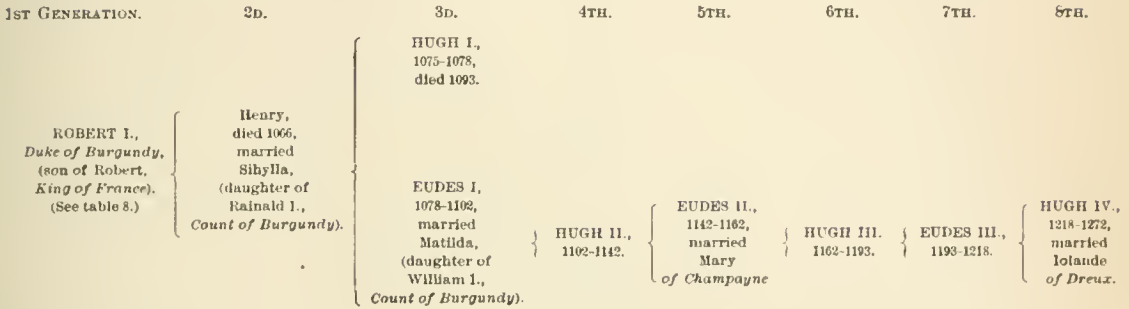 1ST GENERATION. 2D. 3D. 4TH. 5TH. 6TH. 7TH. 8TH.
ROBERT I.,
Duke of Burgundy,
(son of Robert,
King of France).
(See table 8.)
Henry,
died 1066,
married
Sibylla,
(daughter of
Rainald I.,
Count of Burgundy).
HUGH I.,
1075-1078,
died 1093.
EUDES I,
1078-1102,
married
Matilda,
(daughter of
William I.,
Count of Burgundy).
HUGH II.,
1102-1142.
EUDES II.,
1142-1162,
married
Mary
of Champayne
HUGH III.
1162-1193.
EUDES III.,
1193-1218.
HUGH IV.,
1218-1272,
married
Iolande
of Dreux.